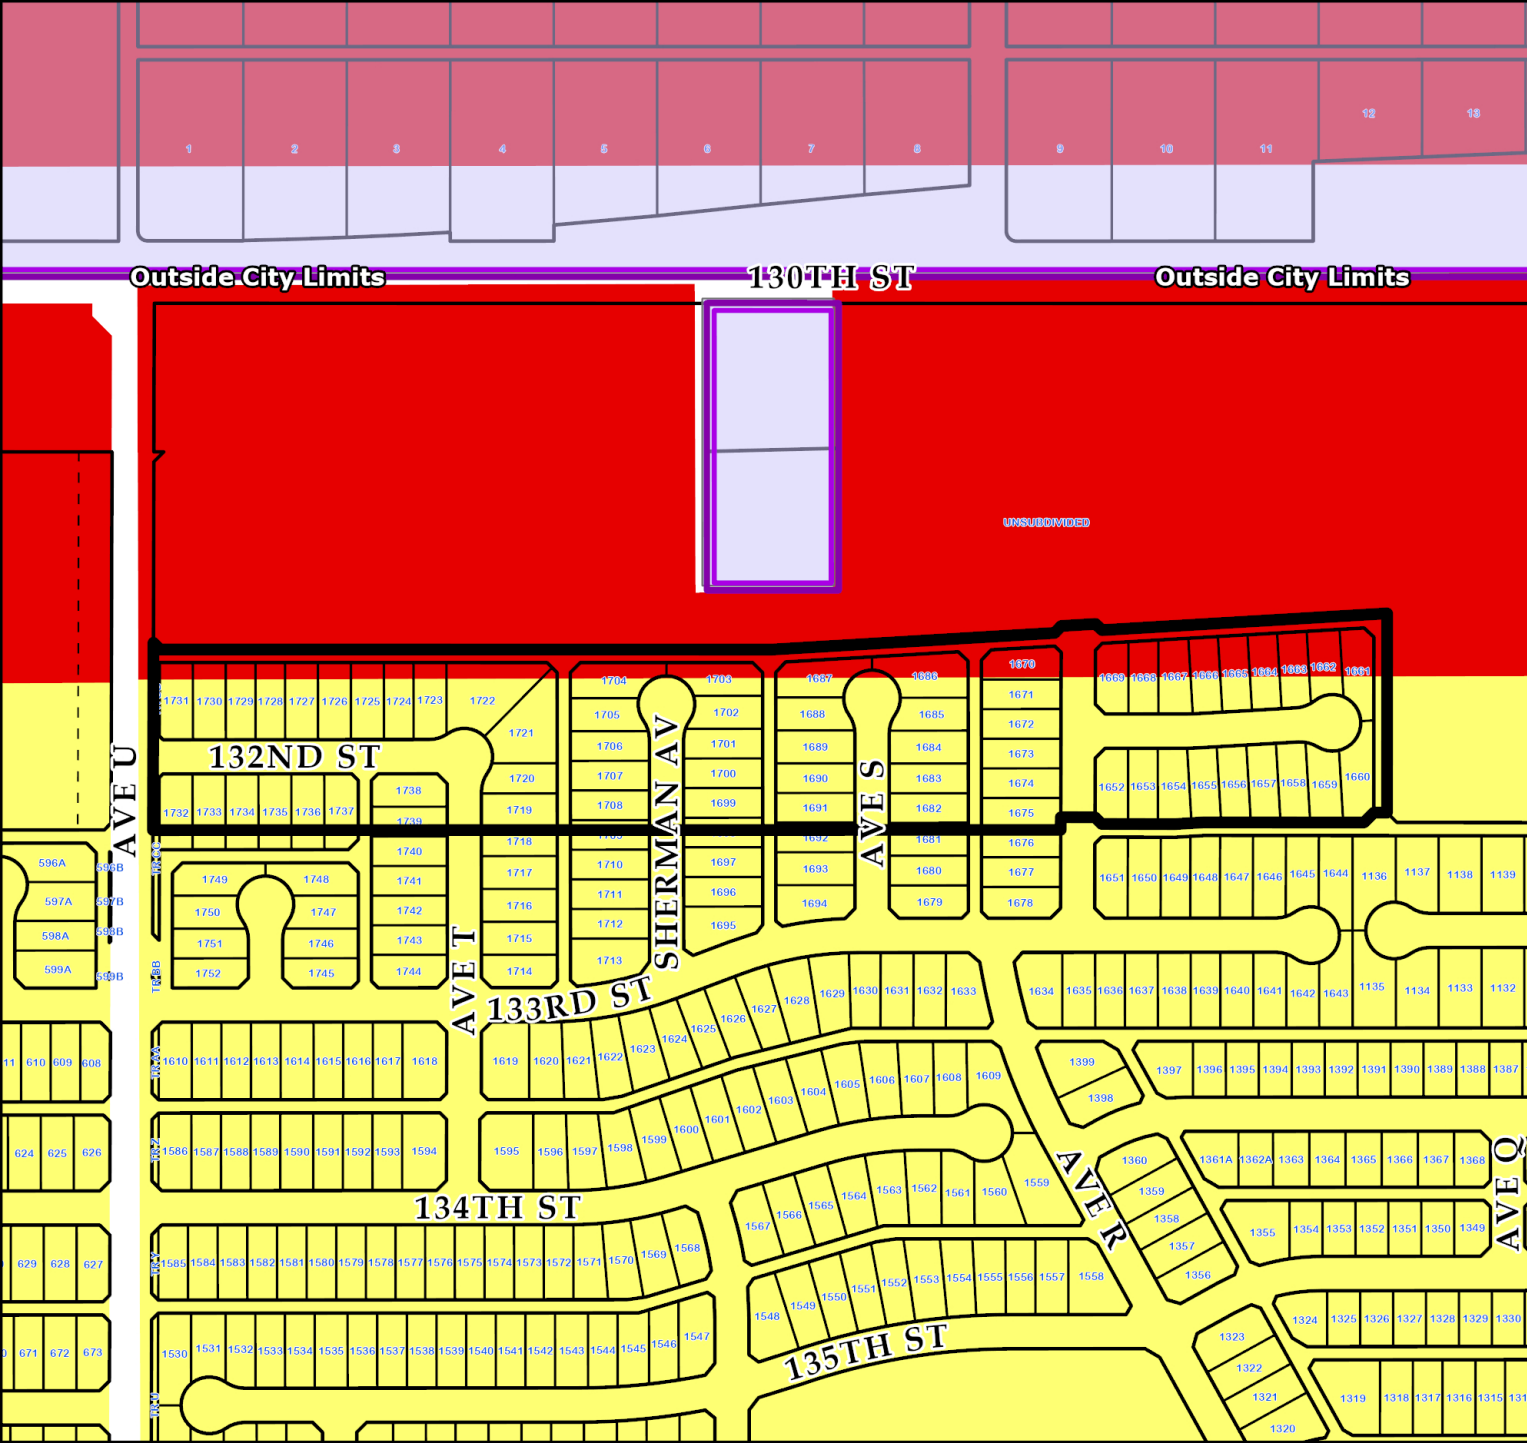 12 13
1 2 3 4 5 6 7 8 9 10 11
Outside City Limits 130TH ST Outside City Limits
UNSUBDIVIDED
1704 1703 1687 1686 1670 1669 1668 1667 1666 1665 1664 1663 1662 1661
1731 1730 1729 1728 1727 1726 1725 1724 1723 1722 1705 1702 1688 1685 1671
1721 1706 1701 1689 1684 1672
132ND ST
AVE U
SHERMAN AV
AVE S
1720 1707 1700 1690 1683 1673
1738 1674 1652 1653 1654 1655 1656 1657 1658 1659 1660
1732 1733 1734 1735 1736 1737 1739 1719 1708 1699 1691 1682 1675
1740 1718 1692 1681 1676
596A 596B TR CC 1741 1717 1710 1697 1693 1680 1677
1749 1748 1651 1650 1649 1648 1647 1646 1645 1644 1136 1137 1138 1139
597A 597B 1750 1747 1742 1716 1711 1696 1694 1679 1678
598A 598B 1751 1746 1743 1715 1712 1695
599A 599B TR BB 1752 1745 1744 1714 1713
AVE T
133RD ST
1629 1630 1631 1632 1633 1634 1635 1636 1637 1638 1639 1640 1641 1642 1643 1135 1134 1133 1132
1619 1620 1621 1622 1623 1624 1625 1626 1627 1628
11 610 609 608 TR AA 1610 1611 1612 1613 1614 1615 1616 1617 1618
1399 1398 1397 1396 1395 1394 1393 1392 1391 1390 1389 1388 1387
1595 1596 1597 1598 1599 1600 1601 1602 1603 1604 1605 1606 1607 1608 1609
624 625 626 TR Z 1586 1587 1588 1589 1590 1591 1592 1593 1594
1360 1361A 1362A 1363 1364 1365 1366 1367 1368
AVE R
AVE Q
134TH ST
1567 1566 1565 1564 1563 1562 1561 1560 1559
1359 1358 1357 1356
1355 1354 1353 1352 1351 1350 1349
629 628 627 TR Y 1585 1584 1583 1582 1581 1580 1579 1578 1577 1576 1575 1574 1573 1572 1571 1570 1569 1568
1548 1549 1550 1551 1552 1553 1554 1555 1556 1557 1558
1324 1325 1326 1327 1328 1329 1330
135TH ST
671 672 673 1530 1531 1532 1533 1534 1535 1536 1537 1538 1539 1540 1541 1542 1543 1544 1545 1546 1547
1323 1322 1321 1320
1319 1318 1317 1316 1315